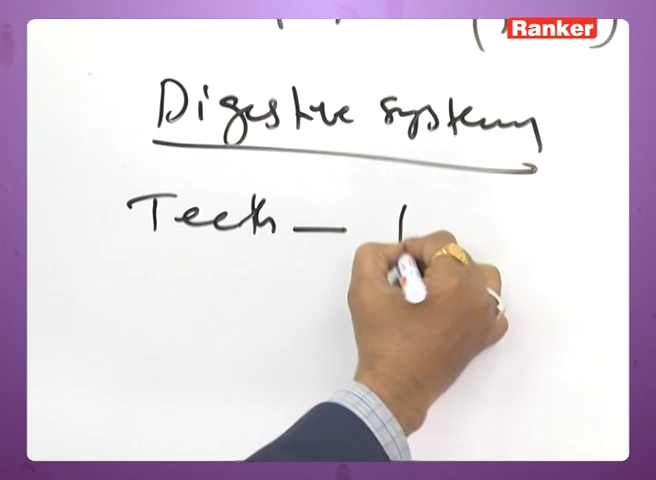 Ranker
Digestive system
Teeth —